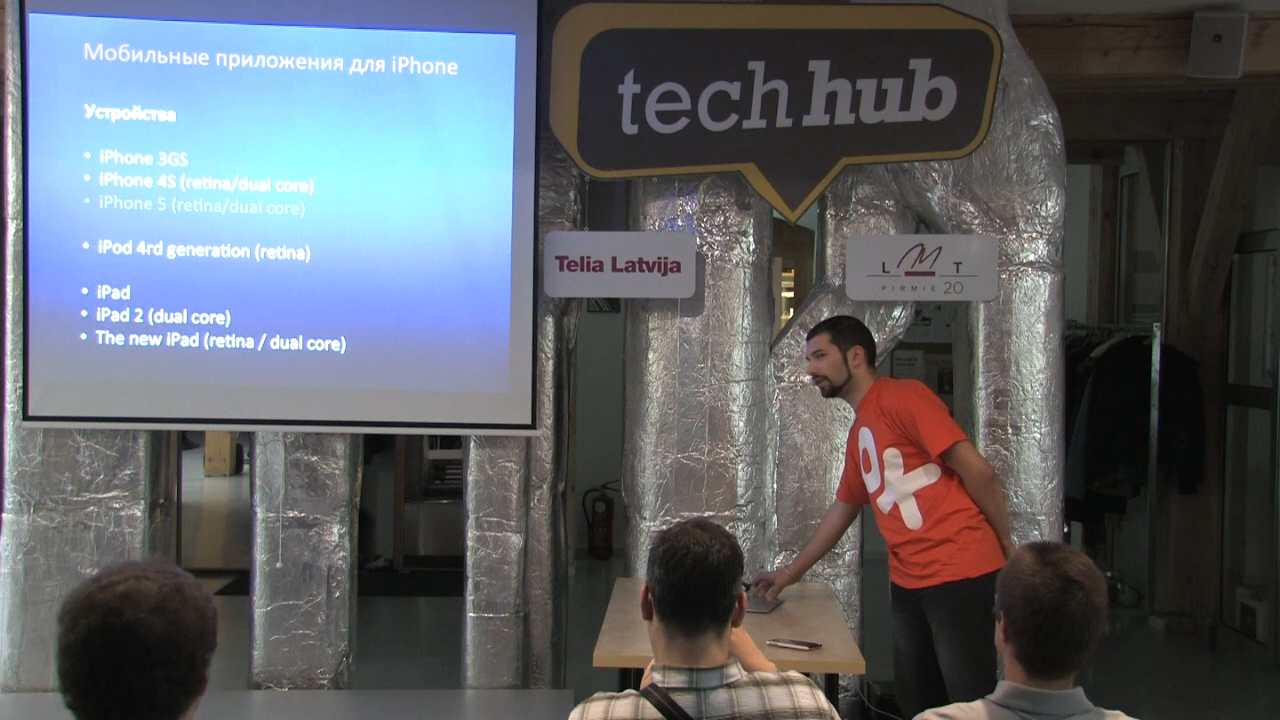 Мобильные приложения для iPhone
Устройства
• iPhone 3GS
• iPhone 4S (retina/dual core)
• iPhone 5 (retina/dual core)
• iPod 4rd generation (retina)
• iPad
• iPad 2 (dual core)
• The new iPad (retina / dual core)
techhub
Telia Latvija
LMT
PIRMIE 20